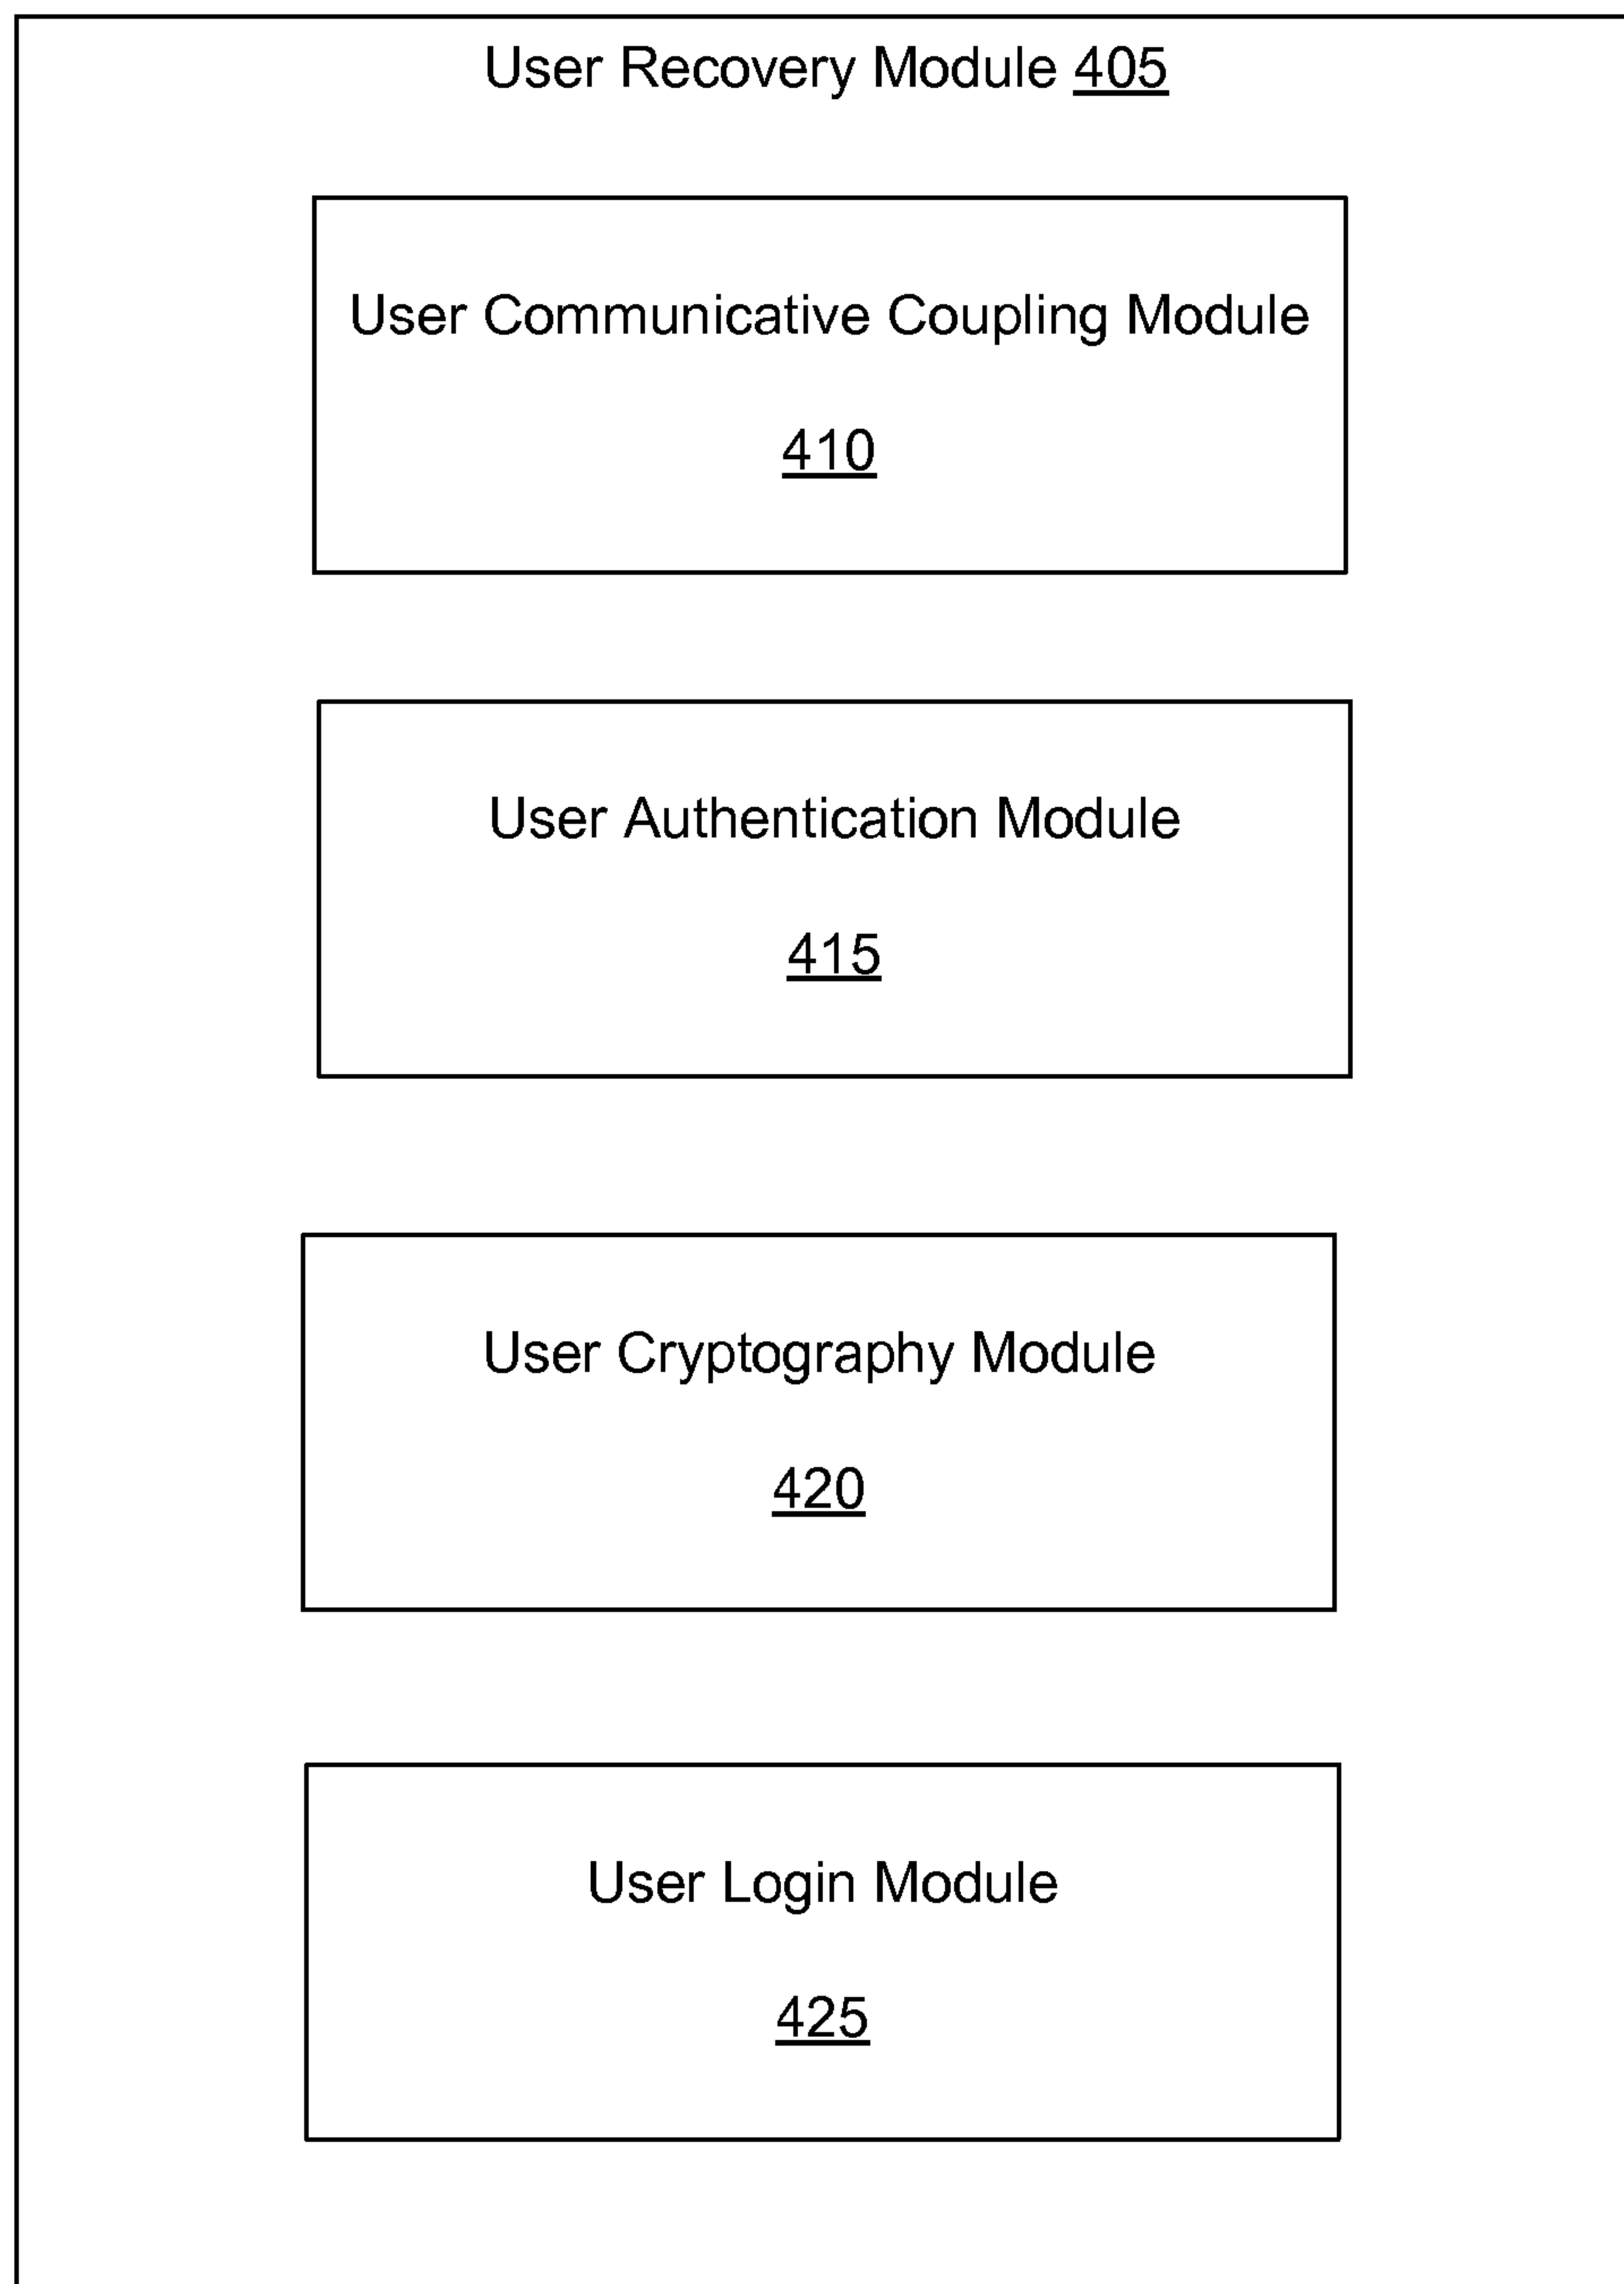 User Recovery Module 405
User Communicative Coupling Module
410
User Authentication Module
415
User Cryptography Module
420
User Login Module
425